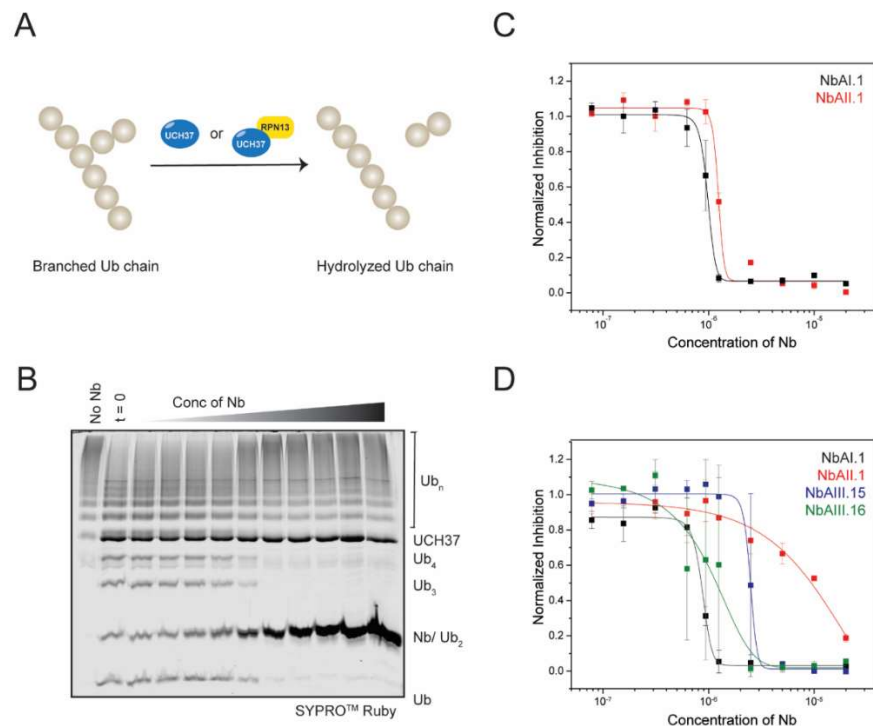 A
UCH37
or
UCH37
RPN13
Branched Ub chain
Hydrolyzed Ub chain
B
No Nb
t = 0
Conc of Nb
Ubn
UCH37
Ub4
Ub3
Nb/ Ub2
Ub
SYPRO™ Ruby
C
NbAI.1
NbAII.1
Normalized Inhibition
1.2
1.0
0.8
0.6
0.4
0.2
0.0
10-7
10-6
10-5
Concentration of Nb
D
NbAI.1
NbAII.1
NbAIII.15
NbAIII.16
Normalized Inhibition
1.2
1.0
0.8
0.6
0.4
0.2
0.0
10-7
10-6
10-5
Concentration of Nb